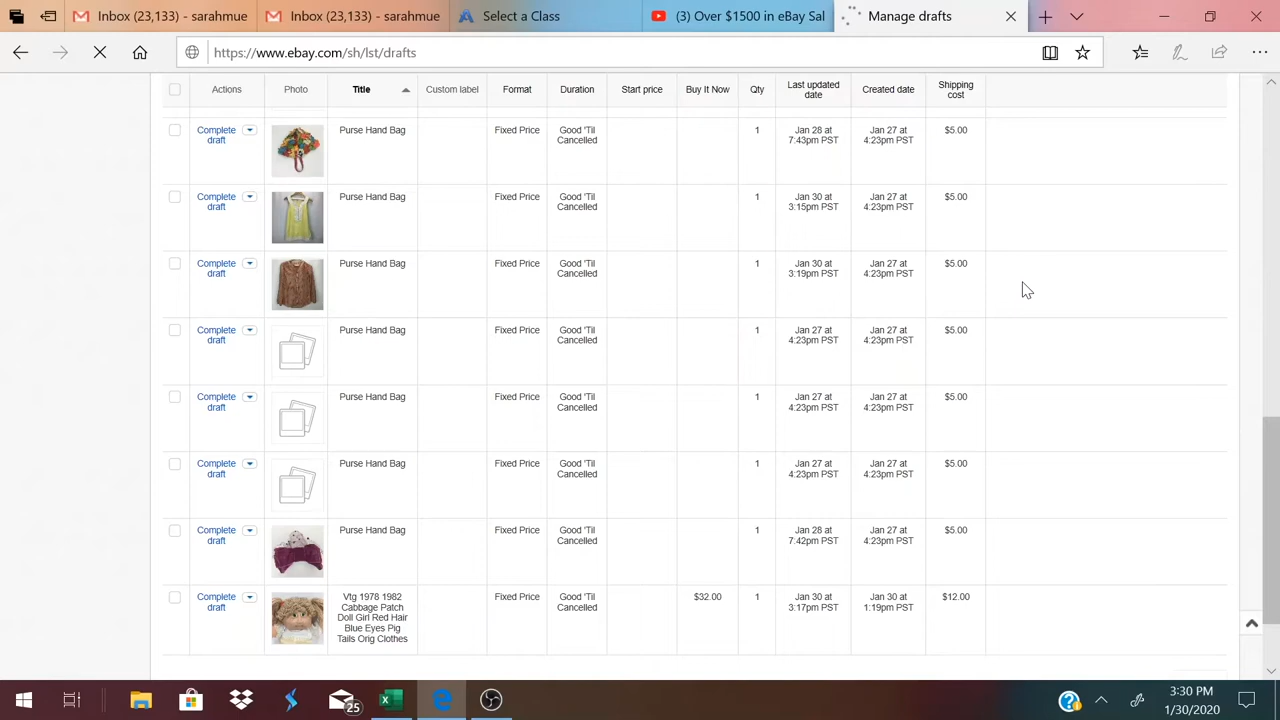 Inbox (23,133) - sarahmue
Inbox (23,133) - sarahmue
Select a Class
(3) Over $1500 in eBay Sal
Manage drafts
https://www.ebay.com/sh/lst/drafts
Actions Photo Title Custom label Format Duration Start price Buy It Now Qty Last updated date Created date Shipping cost
Complete draft Purse Hand Bag Fixed Price Good 'Til Cancelled 1 Jan 28 at 7:43pm PST Jan 27 at 4:23pm PST $5.00
Complete draft Purse Hand Bag Fixed Price Good 'Til Cancelled 1 Jan 30 at 3:15pm PST Jan 27 at 4:23pm PST $5.00
Complete draft Purse Hand Bag Fixed Price Good 'Til Cancelled 1 Jan 30 at 3:19pm PST Jan 27 at 4:23pm PST $5.00
Complete draft Purse Hand Bag Fixed Price Good 'Til Cancelled 1 Jan 27 at 4:23pm PST Jan 27 at 4:23pm PST $5.00
Complete draft Purse Hand Bag Fixed Price Good 'Til Cancelled 1 Jan 27 at 4:23pm PST Jan 27 at 4:23pm PST $5.00
Complete draft Purse Hand Bag Fixed Price Good 'Til Cancelled 1 Jan 27 at 4:23pm PST Jan 27 at 4:23pm PST $5.00
Complete draft Purse Hand Bag Fixed Price Good 'Til Cancelled 1 Jan 28 at 7:42pm PST Jan 27 at 4:23pm PST $5.00
Complete draft Vtg 1978 1982 Cabbage Patch Doll Girl Red Hair Blue Eyes Pig Tails Orig Clothes Fixed Price Good 'Til Cancelled $32.00 1 Jan 30 at 3:17pm PST Jan 30 at 1:19pm PST $12.00
25
3:30 PM
1/30/2020